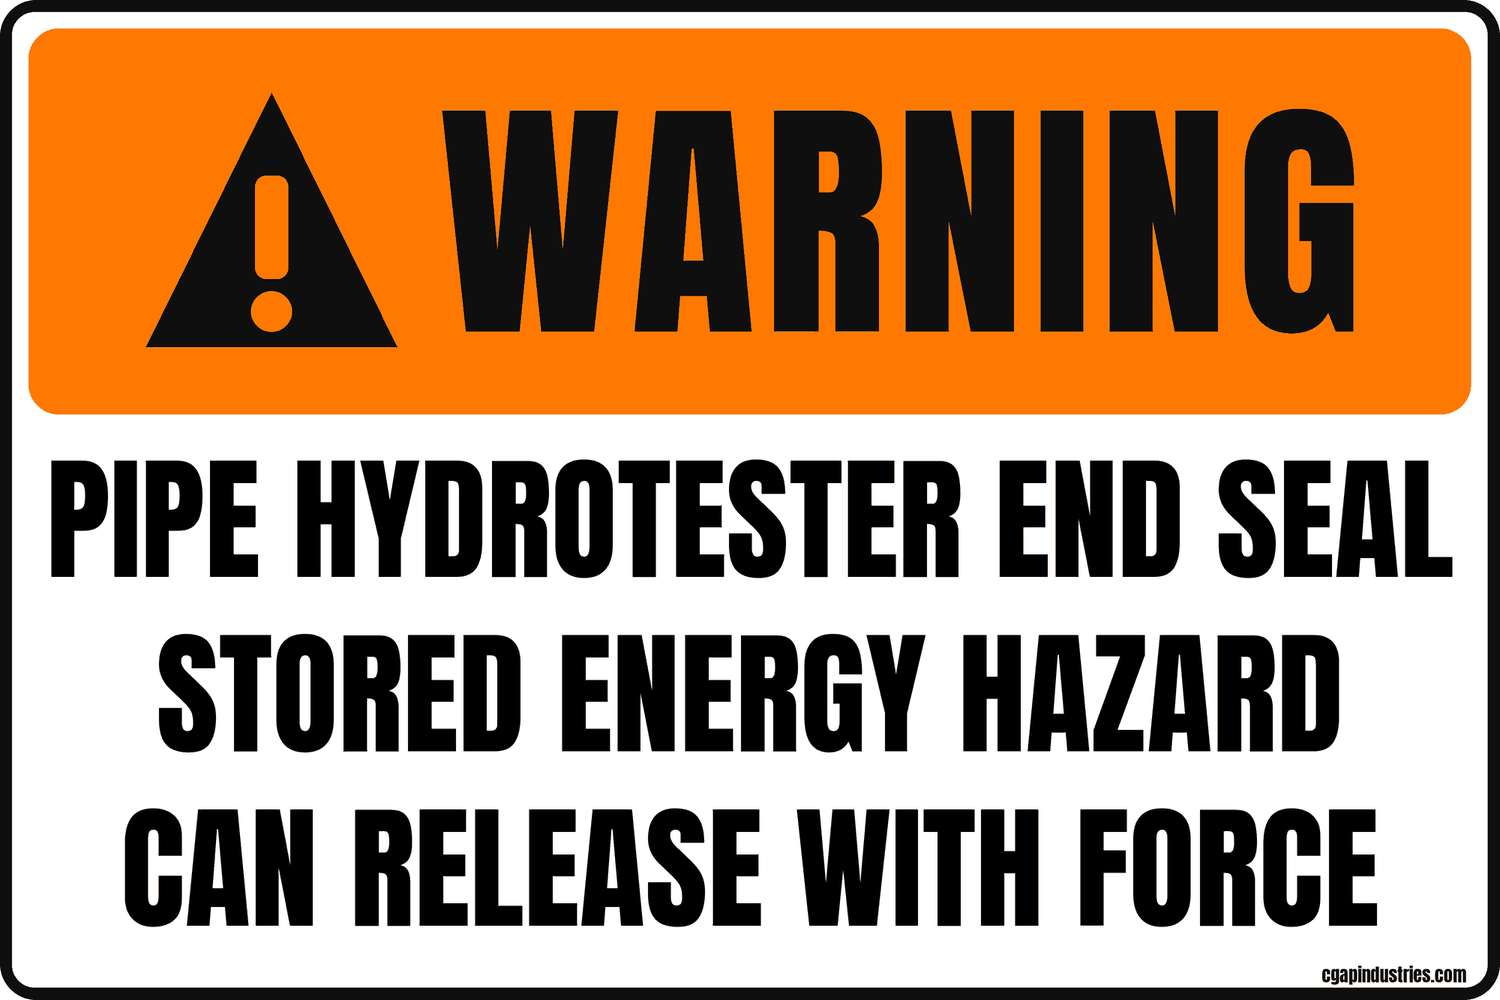 WARNING
PIPE HYDROTESTER END SEAL
STORED ENERGY HAZARD
CAN RELEASE WITH FORCE
cgapindustries.com